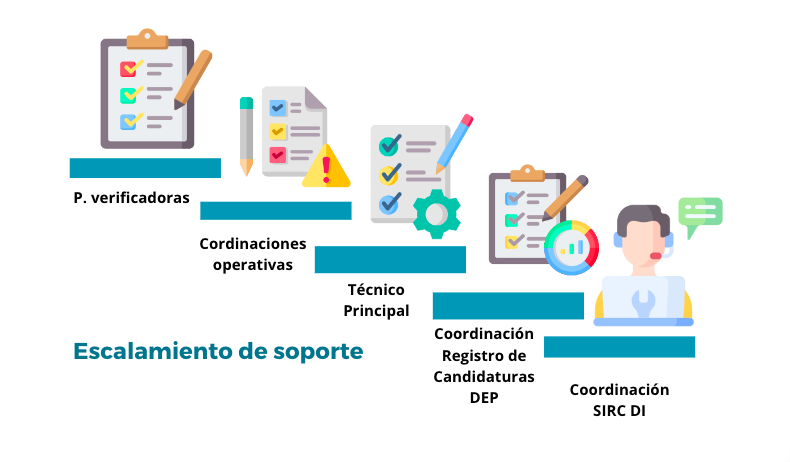 P. verificadoras
Cordinaciones
operativas
Técnico
Principal
Coordinación
Registro de
Candidaturas
DEP
Coordinación
SIRC DI
Escalamiento de soporte